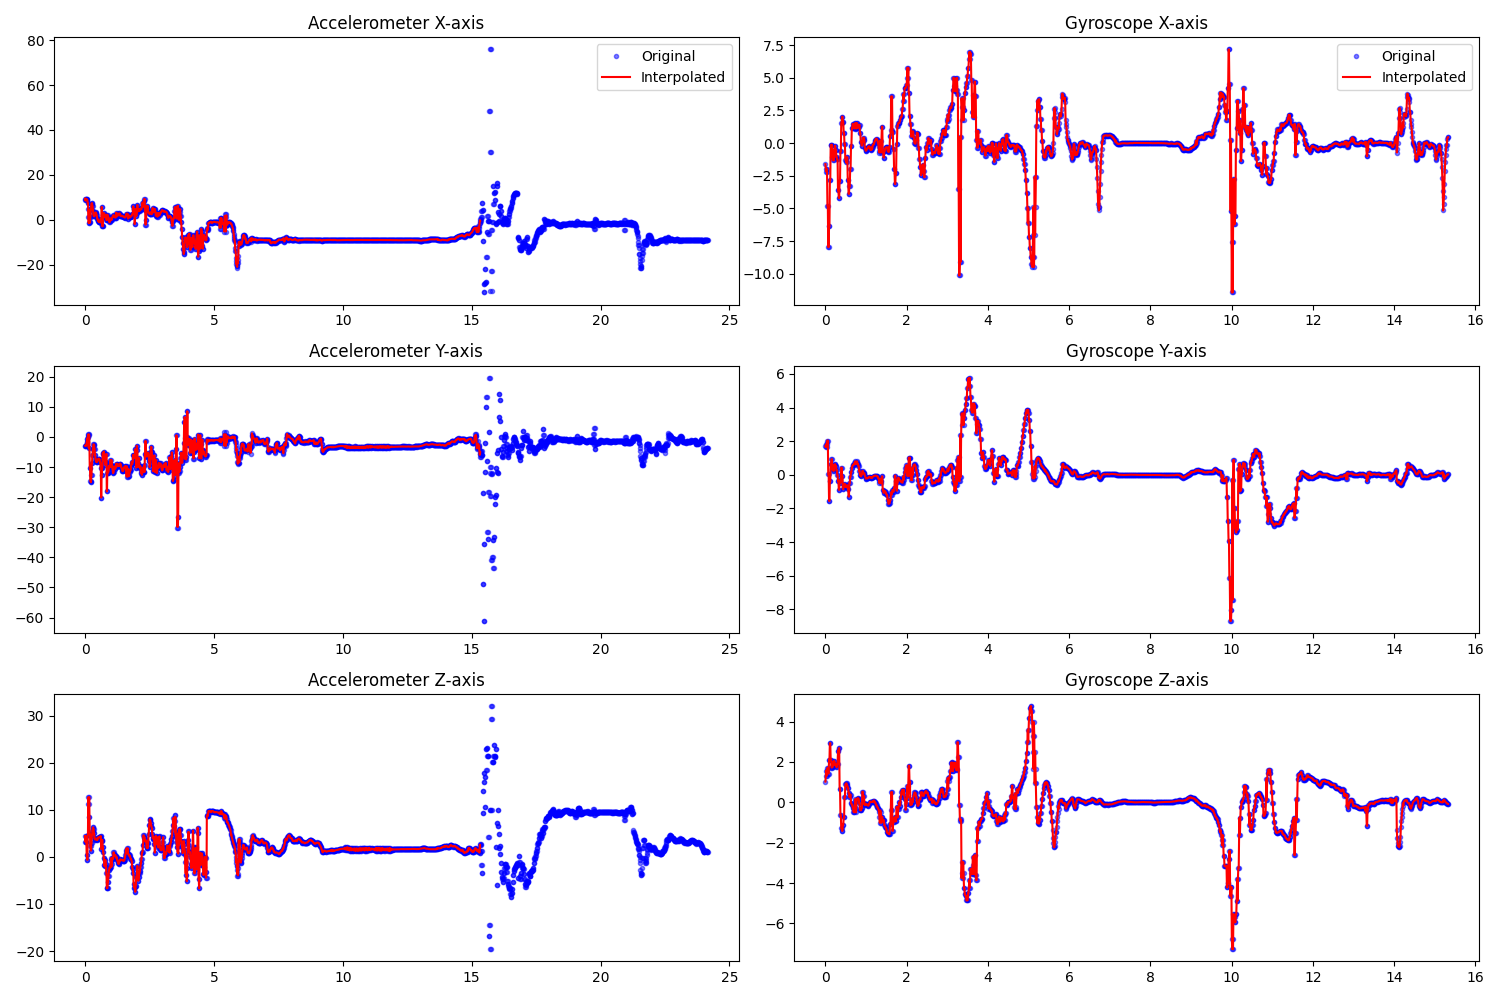 Accelerometer X-axis
80
60
40
20
0
−20
0 5 10 15 20 25
Original
Interpolated
Gyroscope X-axis
7.5
5.0
2.5
0.0
−2.5
−5.0
−7.5
−10.0
0 2 4 6 8 10 12 14 16
Original
Interpolated
Accelerometer Y-axis
20
10
0
−10
−20
−30
−40
−50
−60
0 5 10 15 20 25
Gyroscope Y-axis
6
4
2
0
−2
−4
−6
−8
0 2 4 6 8 10 12 14 16
Accelerometer Z-axis
30
20
10
0
−10
−20
0 5 10 15 20 25
Gyroscope Z-axis
4
2
0
−2
−4
−6
0 2 4 6 8 10 12 14 16